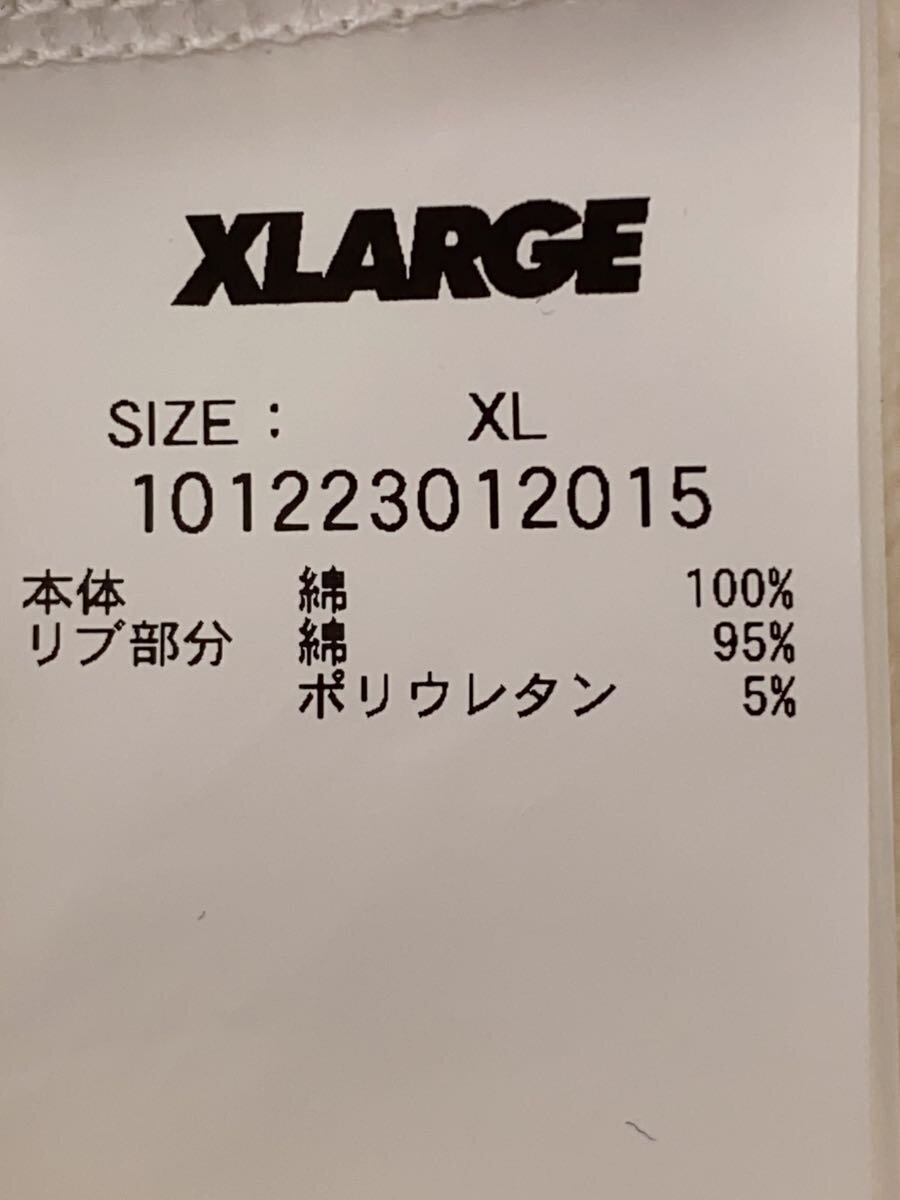 XLARGE
SIZE : XL
101223012015
本体 綿 100%
リブ部分 綿 95%
ポリウレタン 5%